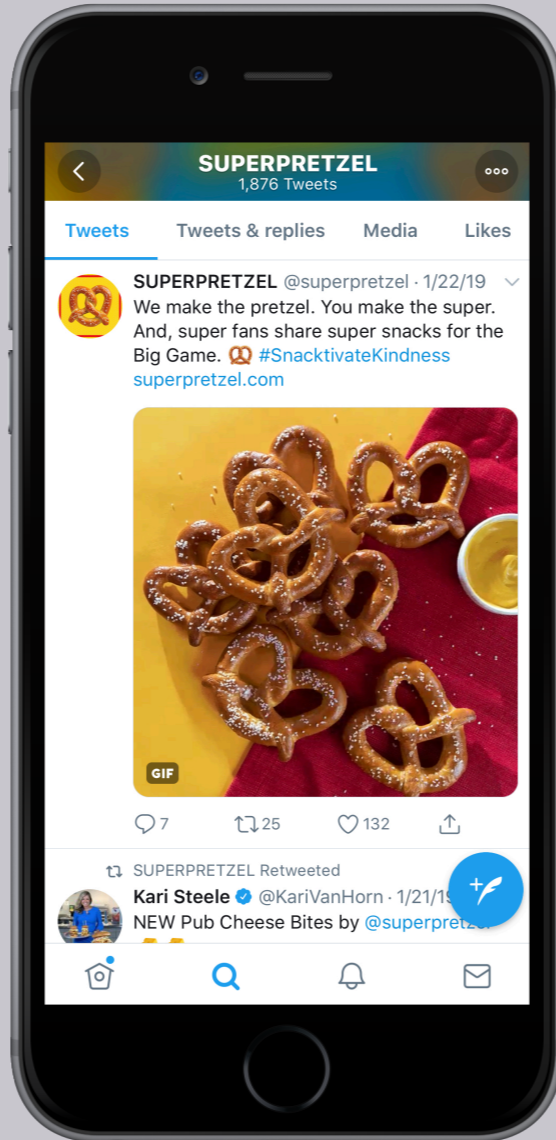 SUPERPRETZEL
1,876 Tweets
Tweets Tweets & replies Media Likes
SUPERPRETZEL @superpretzel · 1/22/19
We make the pretzel. You make the super.
And, super fans share super snacks for the
Big Game. 🥨 #SnacktivateKindness
superpretzel.com
GIF
7 25 132
SUPERPRETZEL Retweeted
Kari Steele @KariVanHorn · 1/21/19
NEW Pub Cheese Bites by @superpretzel